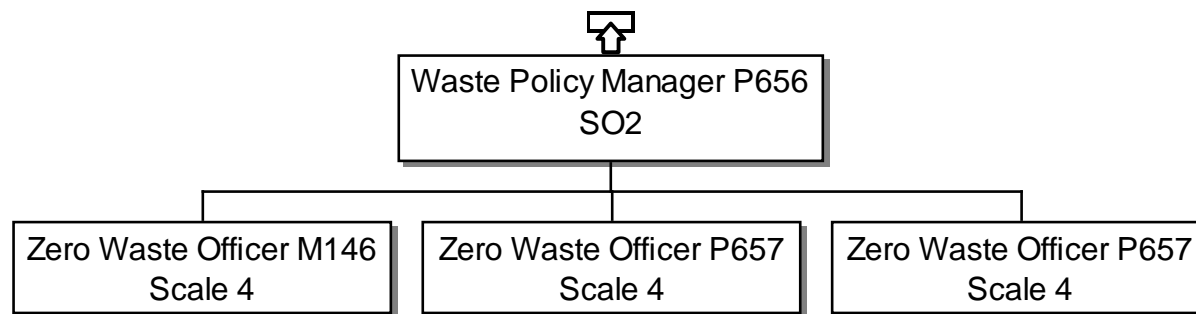 Waste Policy Manager P656
SO2
Zero Waste Officer M146
Scale 4
Zero Waste Officer P657
Scale 4
Zero Waste Officer P657
Scale 4